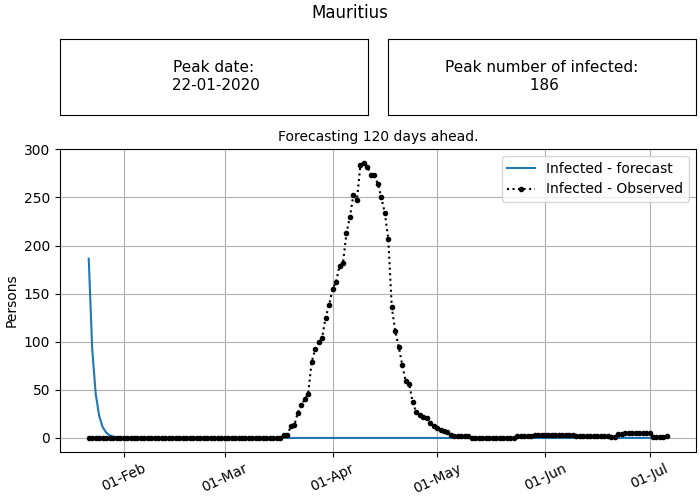 Mauritius
Peak date:
22-01-2020
Peak number of infected:
186
Forecasting 120 days ahead.
Infected - forecast
Infected - Observed
Persons
300
250
200
150
100
50
0
01-Feb
01-Mar
01-Apr
01-May
01-Jun
01-Jul